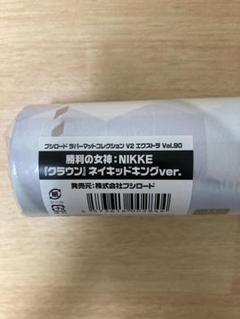 ブシロード ラバーマットコレクション V2 エクストラ Vol.90
勝利の女神：NIKKE
『クラウン』ネイキッドキングver.
発売元：株式会社ブシロード